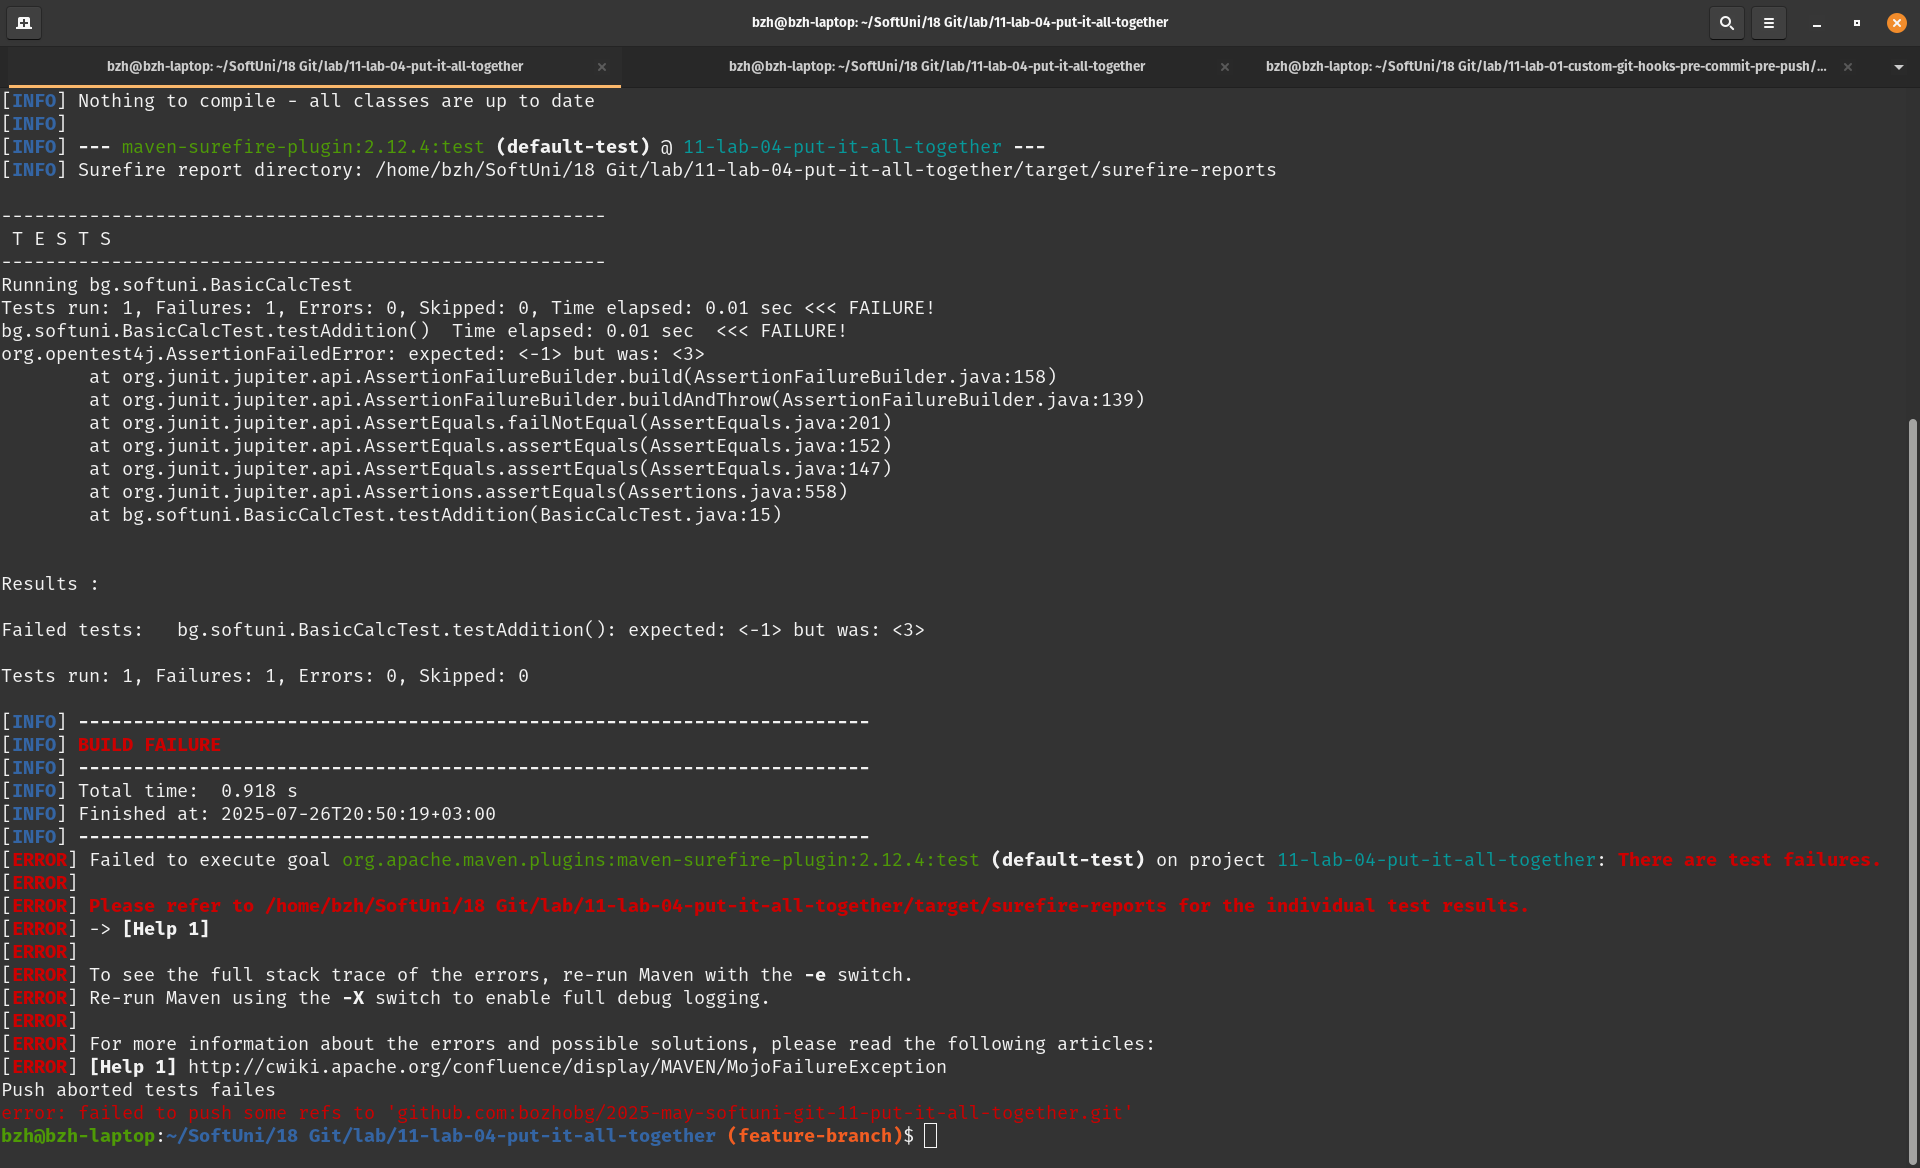 bzh@bzh-laptop: ~/SoftUni/18 Git/lab/11-lab-04-put-it-all-together
bzh@bzh-laptop: ~/SoftUni/18 Git/lab/11-lab-04-put-it-all-together
bzh@bzh-laptop: ~/SoftUni/18 Git/lab/11-lab-04-put-it-all-together
bzh@bzh-laptop: ~/SoftUni/18 Git/lab/11-lab-01-custom-git-hooks-pre-commit-pre-push/...
[INFO] Nothing to compile - all classes are up to date
[INFO]
[INFO] --- maven-surefire-plugin:2.12.4:test (default-test) @ 11-lab-04-put-it-all-together ---
[INFO] Surefire report directory: /home/bzh/SoftUni/18 Git/lab/11-lab-04-put-it-all-together/target/surefire-reports
-------------------------------------------------------
 T E S T S
-------------------------------------------------------
Running bg.softuni.BasicCalcTest
Tests run: 1, Failures: 1, Errors: 0, Skipped: 0, Time elapsed: 0.01 sec <<< FAILURE!
bg.softuni.BasicCalcTest.testAddition()  Time elapsed: 0.01 sec  <<< FAILURE!
org.opentest4j.AssertionFailedError: expected: <-1> but was: <3>
        at org.junit.jupiter.api.AssertionFailureBuilder.build(AssertionFailureBuilder.java:158)
        at org.junit.jupiter.api.AssertionFailureBuilder.buildAndThrow(AssertionFailureBuilder.java:139)
        at org.junit.jupiter.api.AssertEquals.failNotEqual(AssertEquals.java:201)
        at org.junit.jupiter.api.AssertEquals.assertEquals(AssertEquals.java:152)
        at org.junit.jupiter.api.AssertEquals.assertEquals(AssertEquals.java:147)
        at org.junit.jupiter.api.Assertions.assertEquals(Assertions.java:558)
        at bg.softuni.BasicCalcTest.testAddition(BasicCalcTest.java:15)
Results :
Failed tests:   bg.softuni.BasicCalcTest.testAddition(): expected: <-1> but was: <3>
Tests run: 1, Failures: 1, Errors: 0, Skipped: 0
[INFO] ------------------------------------------------------------------------
[INFO] BUILD FAILURE
[INFO] ------------------------------------------------------------------------
[INFO] Total time:  0.918 s
[INFO] Finished at: 2025-07-26T20:50:19+03:00
[INFO] ------------------------------------------------------------------------
[ERROR] Failed to execute goal org.apache.maven.plugins:maven-surefire-plugin:2.12.4:test (default-test) on project 11-lab-04-put-it-all-together: There are test failures.
[ERROR]
[ERROR] Please refer to /home/bzh/SoftUni/18 Git/lab/11-lab-04-put-it-all-together/target/surefire-reports for the individual test results.
[ERROR] -> [Help 1]
[ERROR]
[ERROR] To see the full stack trace of the errors, re-run Maven with the -e switch.
[ERROR] Re-run Maven using the -X switch to enable full debug logging.
[ERROR]
[ERROR] For more information about the errors and possible solutions, please read the following articles:
[ERROR] [Help 1] http://cwiki.apache.org/confluence/display/MAVEN/MojoFailureException
Push aborted tests failes
error: failed to push some refs to 'github.com:bozhobg/2025-may-softuni-git-11-put-it-all-together.git'
bzh@bzh-laptop:~/SoftUni/18 Git/lab/11-lab-04-put-it-all-together (feature-branch)$